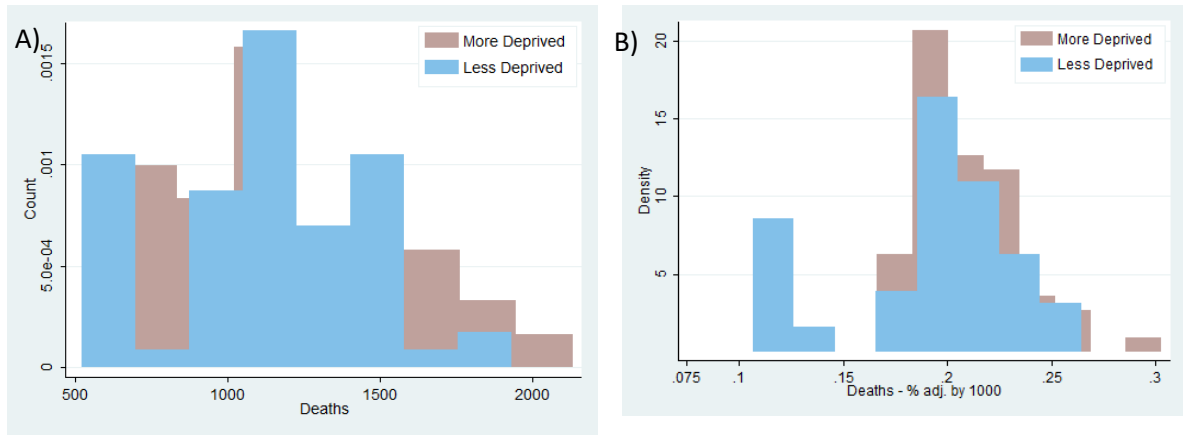 A)
More Deprived
Less Deprived
Count
.0015
.001
5.0e-04
0
500
1000
1500
2000
Deaths
B)
More Deprived
Less Deprived
Density
20
15
10
5
.075
.1
.15
.2
.25
.3
Deaths - % adj. by 1000